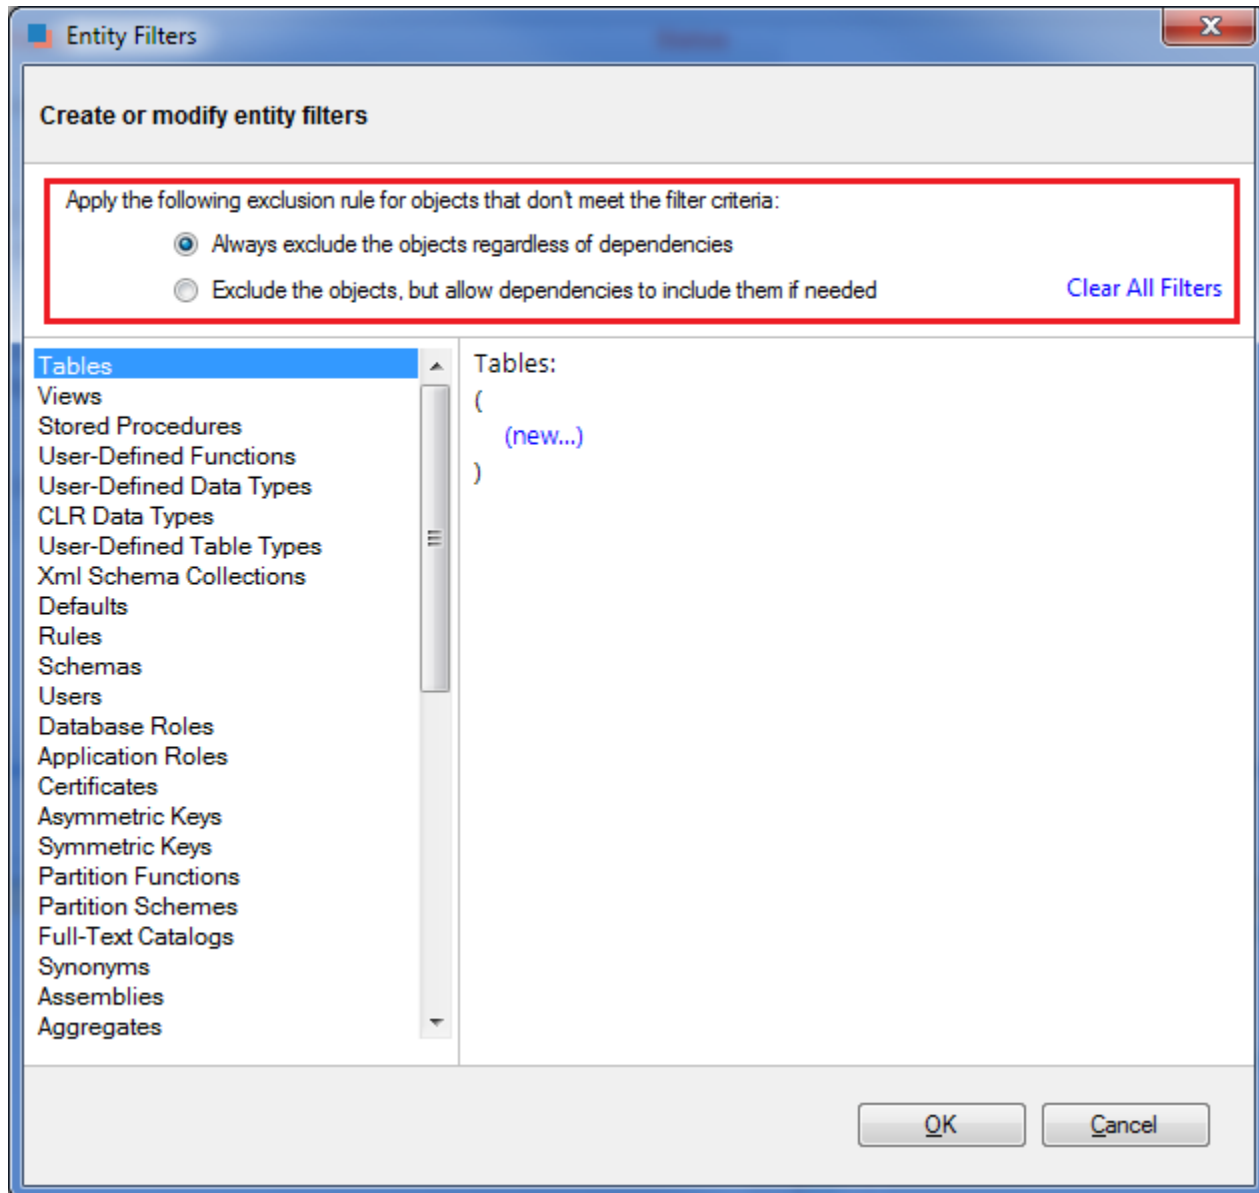 Entity Filters
Create or modify entity filters
Apply the following exclusion rule for objects that don't meet the filter criteria:
Always exclude the objects regardless of dependencies
Exclude the objects, but allow dependencies to include them if needed
Clear All Filters
Tables
Views
Stored Procedures
User-Defined Functions
User-Defined Data Types
CLR Data Types
User-Defined Table Types
Xml Schema Collections
Defaults
Rules
Schemas
Users
Database Roles
Application Roles
Certificates
Asymmetric Keys
Symmetric Keys
Partition Functions
Partition Schemes
Full-Text Catalogs
Synonyms
Assemblies
Aggregates
Tables:
(
(new...)
)
OK
Cancel